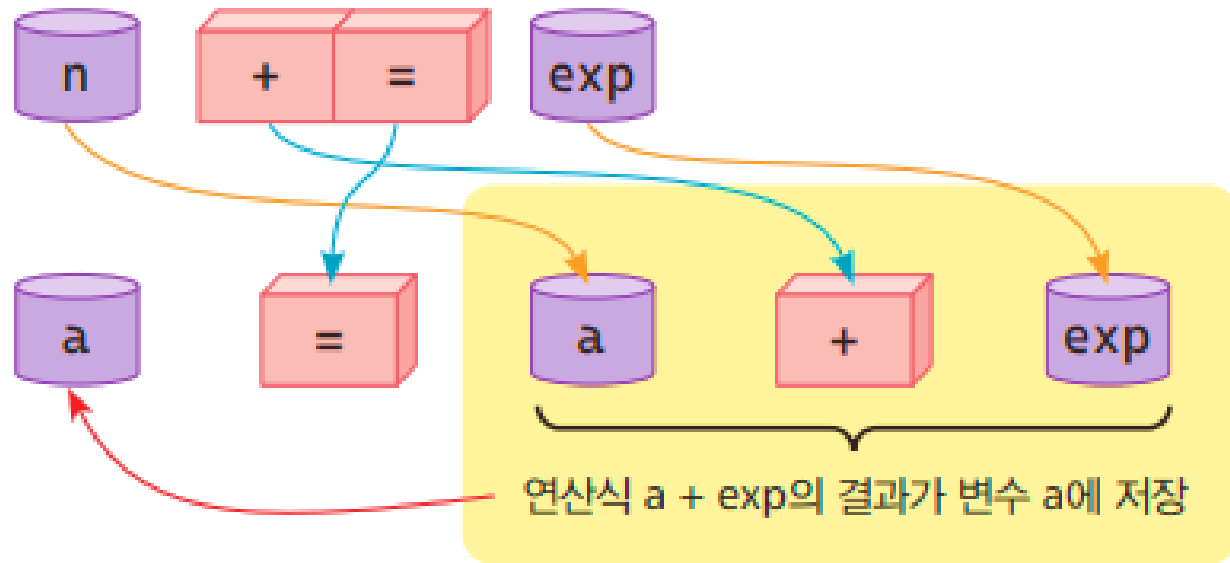 n + = exp
a = a + exp
연산식 a + exp의 결과가 변수 a에 저장